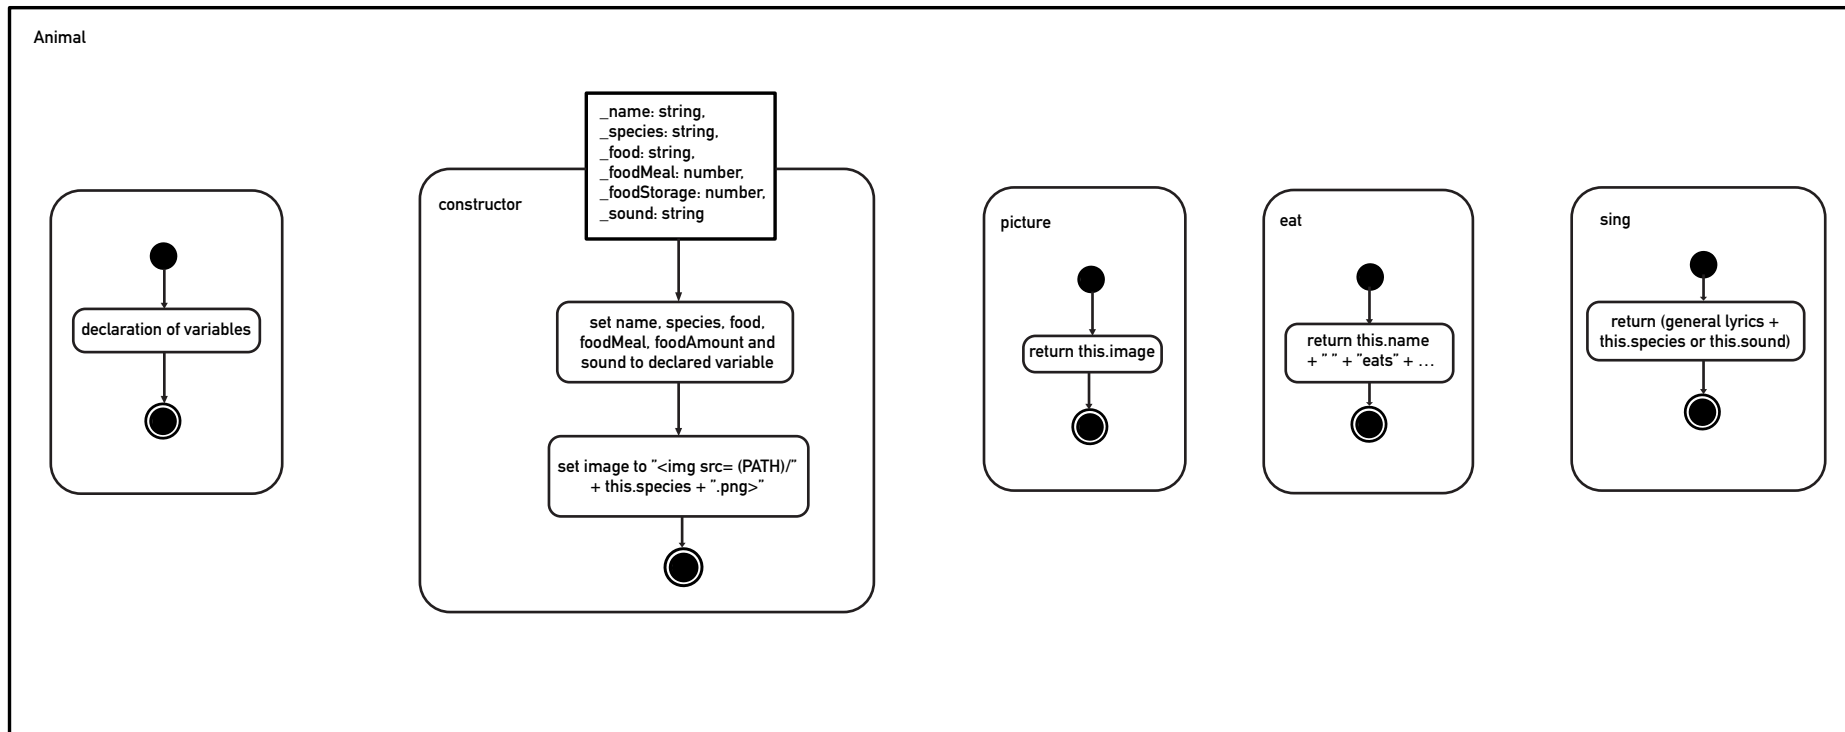 Animal
declaration of variables
constructor
_name: string,
_species: string,
_food: string,
_foodMeal: number,
_foodStorage: number,
_sound: string
set name, species, food,
foodMeal, foodAmount and
sound to declared variable
set image to "<img src= (PATH)/"
+ this.species + ".png>"
picture
return this.image
eat
return this.name
+ " " + "eats" + ...
sing
return (general lyrics +
this.species or this.sound)